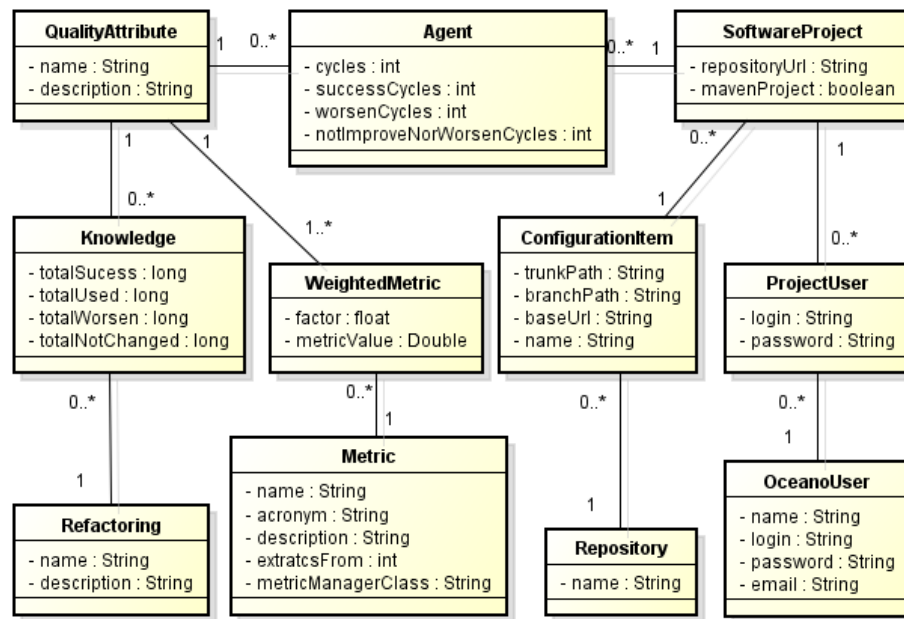 QualityAttribute
- name : String
- description : String
1
0..*
Agent
- cycles : int
- successCycles : int
- worsenCycles : int
- notImproveNorWorsenCycles : int
0..*
1
SoftwareProject
- repositoryUrl : String
- mavenProject : boolean
1
0..*
1
1..*
0..*
1
1
0..*
Knowledge
- totalSucess : long
- totalUsed : long
- totalWorsen : long
- totalNotChanged : long
WeightedMetric
- factor : float
- metricValue : Double
ConfigurationItem
- trunkPath : String
- branchPath : String
- baseUrl : String
- name : String
ProjectUser
- login : String
- password : String
0..*
1
0..*
1
0..*
1
0..*
1
Refactoring
- name : String
- description : String
Metric
- name : String
- acronym : String
- description : String
- extratcsFrom : int
- metricManagerClass : String
Repository
- name : String
OceanoUser
- name : String
- login : String
- password : String
- email : String